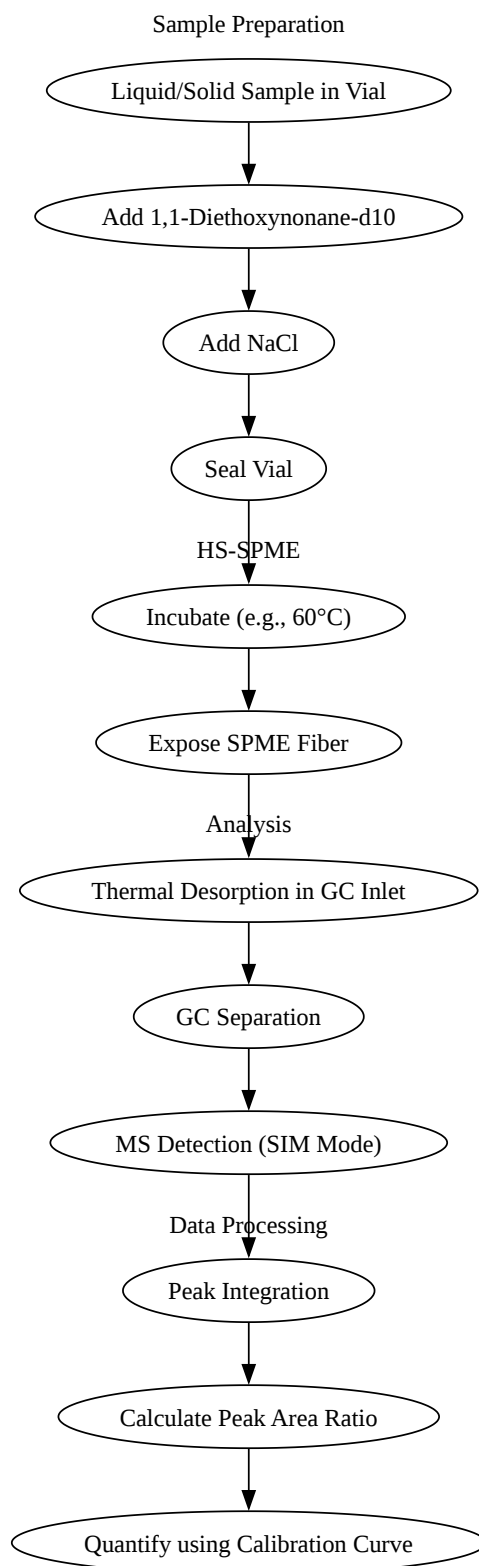 Sample Preparation
Liquid/Solid Sample in Vial
Add 1,1-Diethoxynonane-d10
Add NaCl
Seal Vial
HS-SPME
Incubate (e.g., 60°C)
Expose SPME Fiber
Analysis
Thermal Desorption in GC Inlet
GC Separation
MS Detection (SIM Mode)
Data Processing
Peak Integration
Calculate Peak Area Ratio
Quantify using Calibration Curve